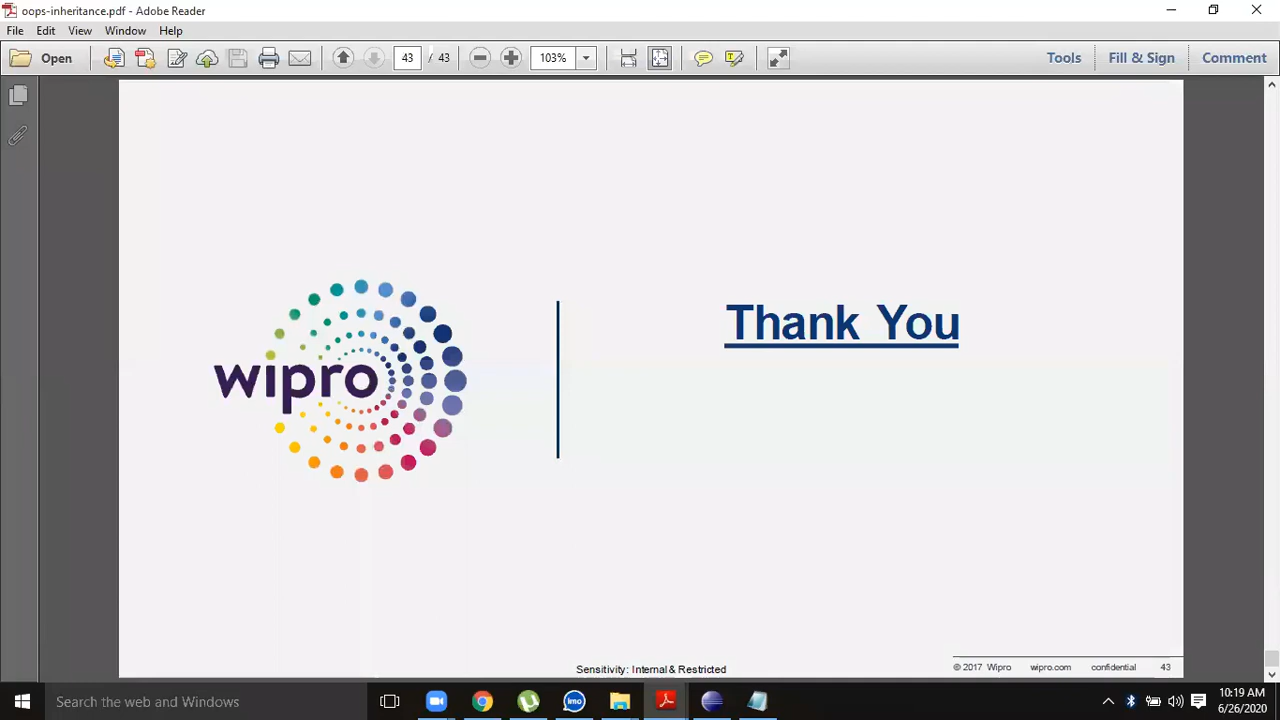 oops-inheritance.pdf - Adobe Reader
File Edit View Window Help
Open 43 / 43 103% Tools Fill & Sign Comment
wipro
Thank You
Sensitivity: Internal & Restricted
© 2017 Wipro wipro.com confidential 43
Search the web and Windows
imo
10:19 AM
6/26/2020